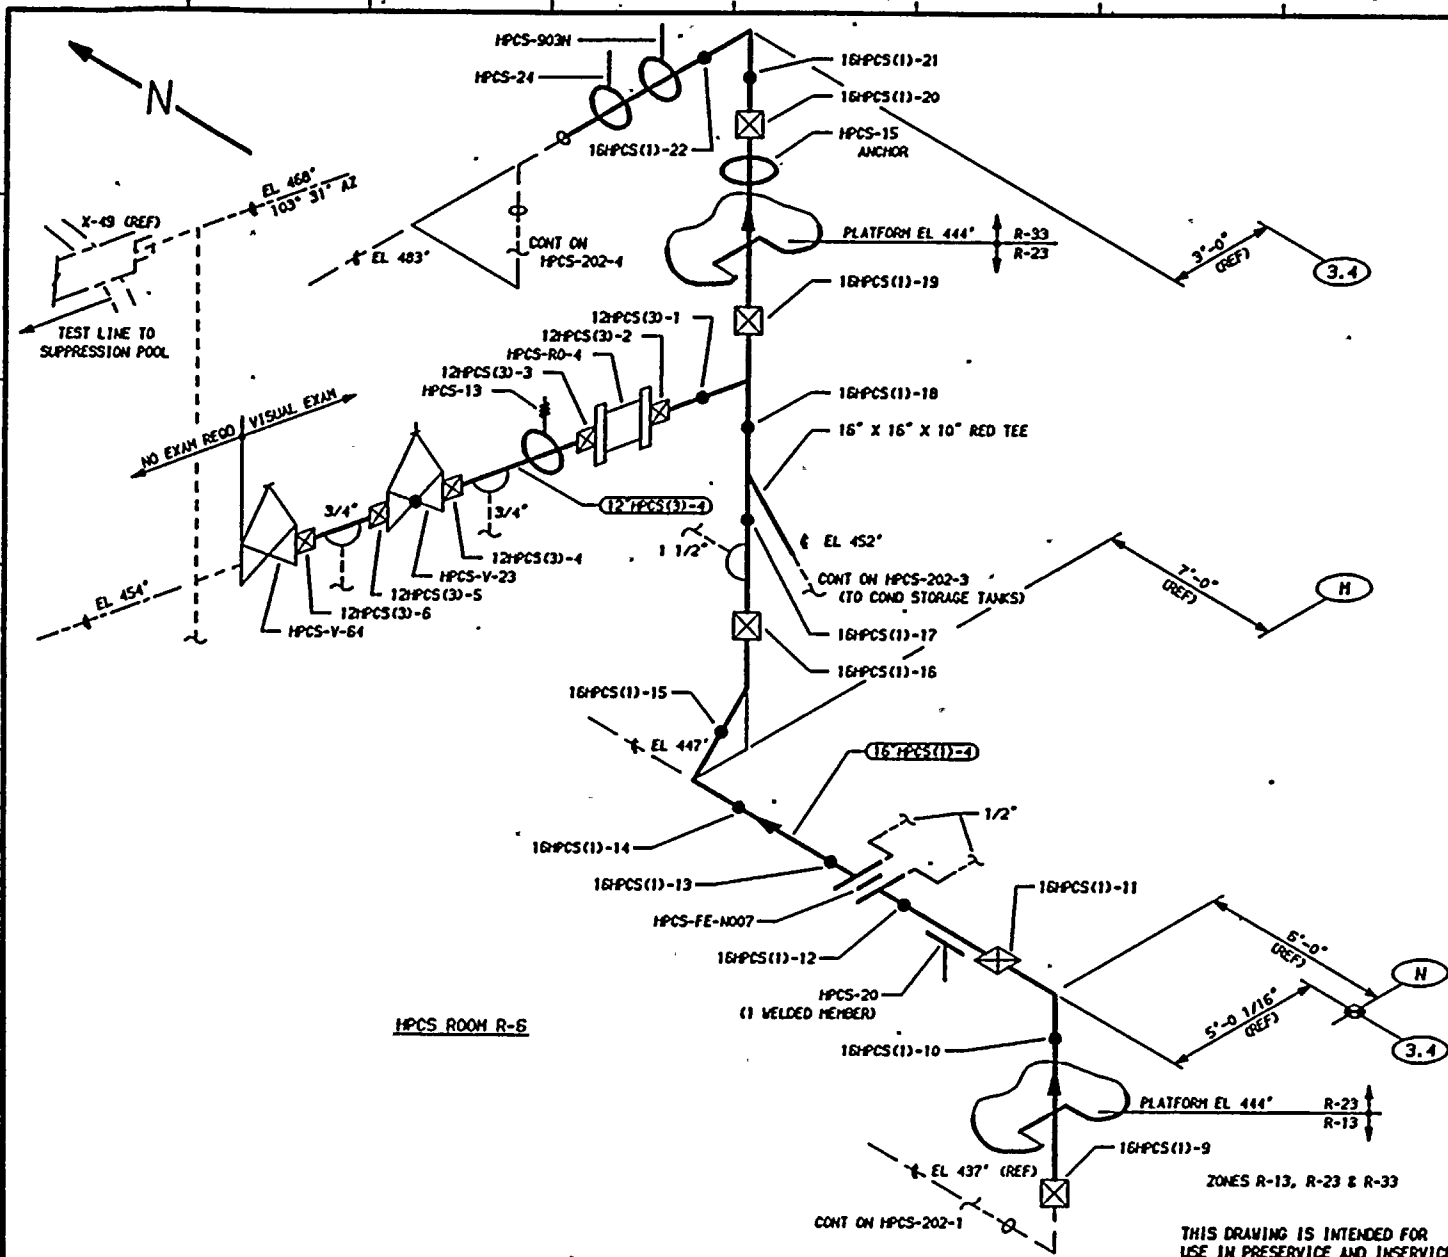 HPCS-903N
HPCS-24
16HPCS(1)-21
16HPCS(1)-20
HPCS-15
ANCHOR
16HPCS(1)-22
N
EL 468'
103° 31' AZ
X-49 (REF)
TEST LINE TO
SUPPRESSION POOL
EL 483'
CONT ON
HPCS-202-4
PLATFORM EL 444'
R-33
R-23
3'-0"
(REF)
3.4
16HPCS(1)-19
12HPCS(3)-1
12HPCS(3)-2
HPCS-RO-4
12HPCS(3)-3
HPCS-13
NO EXAM REQD
VISUAL EXAM
16HPCS(1)-18
16" X 16" X 10" RED TEE
12"HPCS(3)-4
3/4"
3/4"
12HPCS(3)-4
HPCS-V-23
12HPCS(3)-5
12HPCS(3)-6
HPCS-V-64
EL 454'
1 1/2"
EL 452'
CONT ON HPCS-202-3
(TO COND STORAGE TANKS)
7'-0"
(REF)
M
16HPCS(1)-17
16HPCS(1)-16
16HPCS(1)-15
EL 447'
16"HPCS(1)-4
1/2"
16HPCS(1)-14
16HPCS(1)-13
HPCS-FE-N007
16HPCS(1)-12
16HPCS(1)-11
HPCS-20
(1 WELDED MEMBER)
6'-0"
(REF)
N
5'-0 1/16"
(REF)
3.4
HPCS ROOM R-6
16HPCS(1)-10
PLATFORM EL 444'
R-23
R-13
16HPCS(1)-9
EL 437' (REF)
CONT ON HPCS-202-1
ZONES R-13, R-23 & R-33
THIS DRAWING IS INTENDED FOR
USE IN PRESERVICE AND INSERVICE